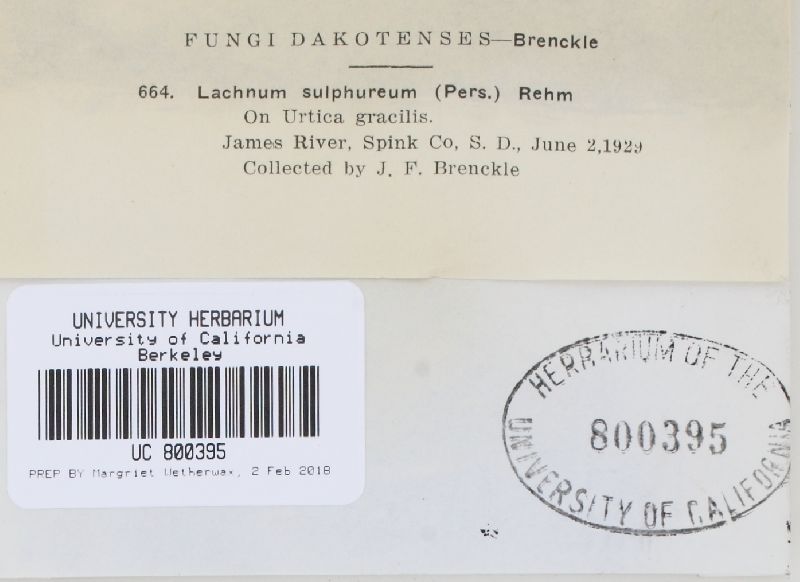 FUNGI DAKOTENSES—Brenckle
664. Lachnum sulphureum (Pers.) Rehm
On Urtica gracilis.
James River, Spink Co, S. D., June 2,1929
Collected by J. F. Brenckle
UNIVERSITY HERBARIUM
University of California
Berkeley
UC 800395
PREP BY Margriet Wetherwax, 2 Feb 2018
HERBARIUM OF THE
800395
UNIVERSITY OF CALIFORNIA